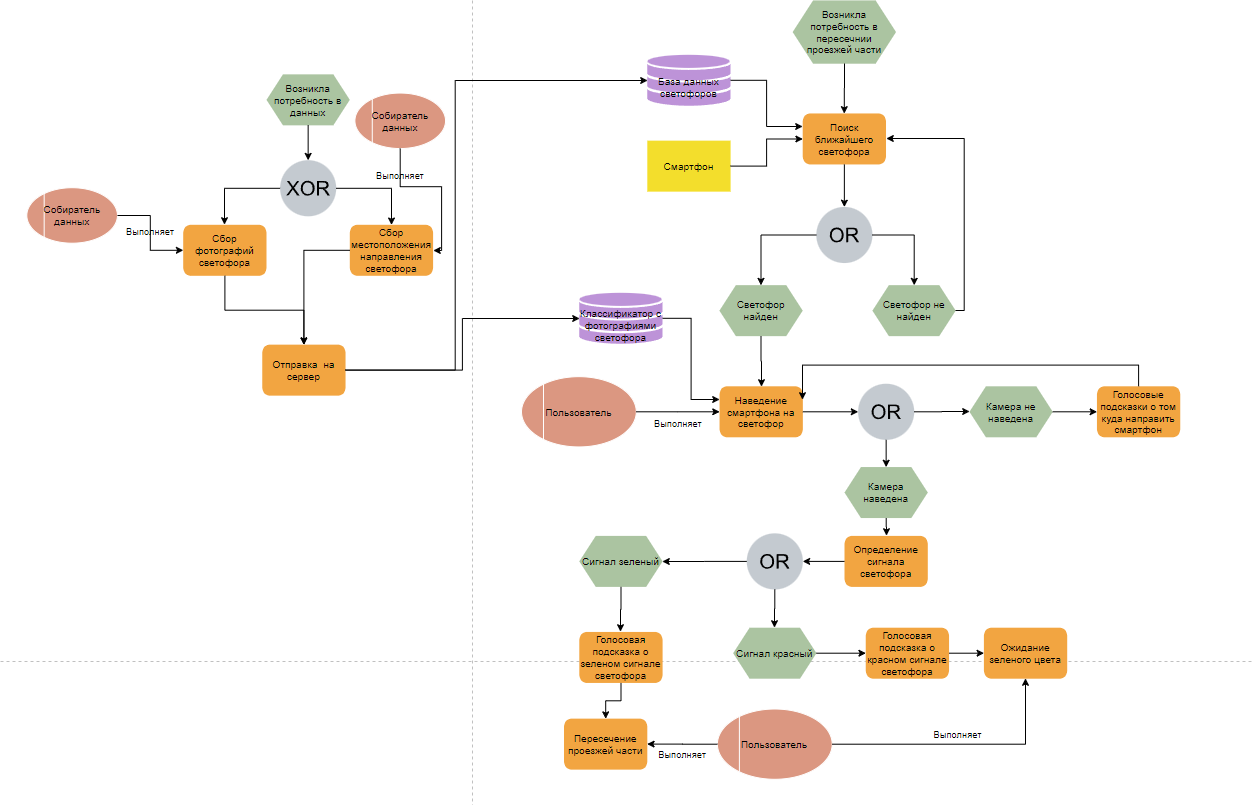 Возникла
потребность в
пересечнии
проезжей части
База данных
светофоров
Возникла
потребность в
данных
Собиратель
данных
Поиск
ближайшего
светофора
Смартфон
Выполняет
XOR
Собиратель
данных
Выполняет
Сбор
фотографий
светофора
Сбор
местоположения
направления
светофора
OR
Светофор
найден
Светофор не
найден
Классификатор с
фотографиями
светофора
Отправка на
сервер
Пользователь
Выполняет
Наведение
смартфона на
светофор
OR
Камера не
наведена
Голосовые
подсказки о том
куда направить
смартфон
Камера
наведена
Сигнал зеленый
OR
Определение
сигнала
светофора
Голосовая
подсказка о
зеленом сигнале
светофора
Сигнал красный
Голосовая
подсказка о
красном сигнале
светофора
Ожидание
зеленого цвета
Пересечение
проезжей части
Выполняет
Пользователь
Выполняет